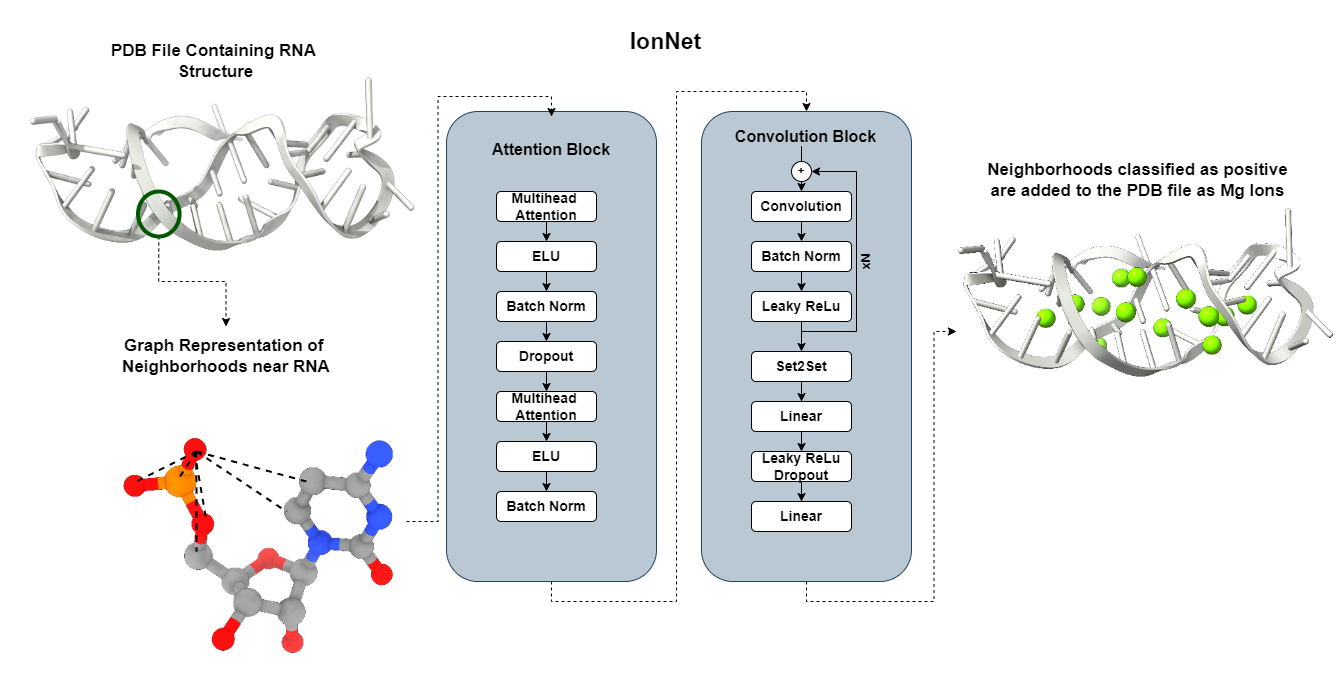 IonNet
PDB File Containing RNA
Structure
Graph Representation of
Neighborhoods near RNA
Attention Block
Multihead
Attention
ELU
Batch Norm
Dropout
Multihead
Attention
ELU
Batch Norm
Convolution Block
+
Convolution
Batch Norm
Leaky ReLu
Nx
Set2Set
Linear
Leaky ReLu
Dropout
Linear
Neighborhoods classified as positive
are added to the PDB file as Mg Ions